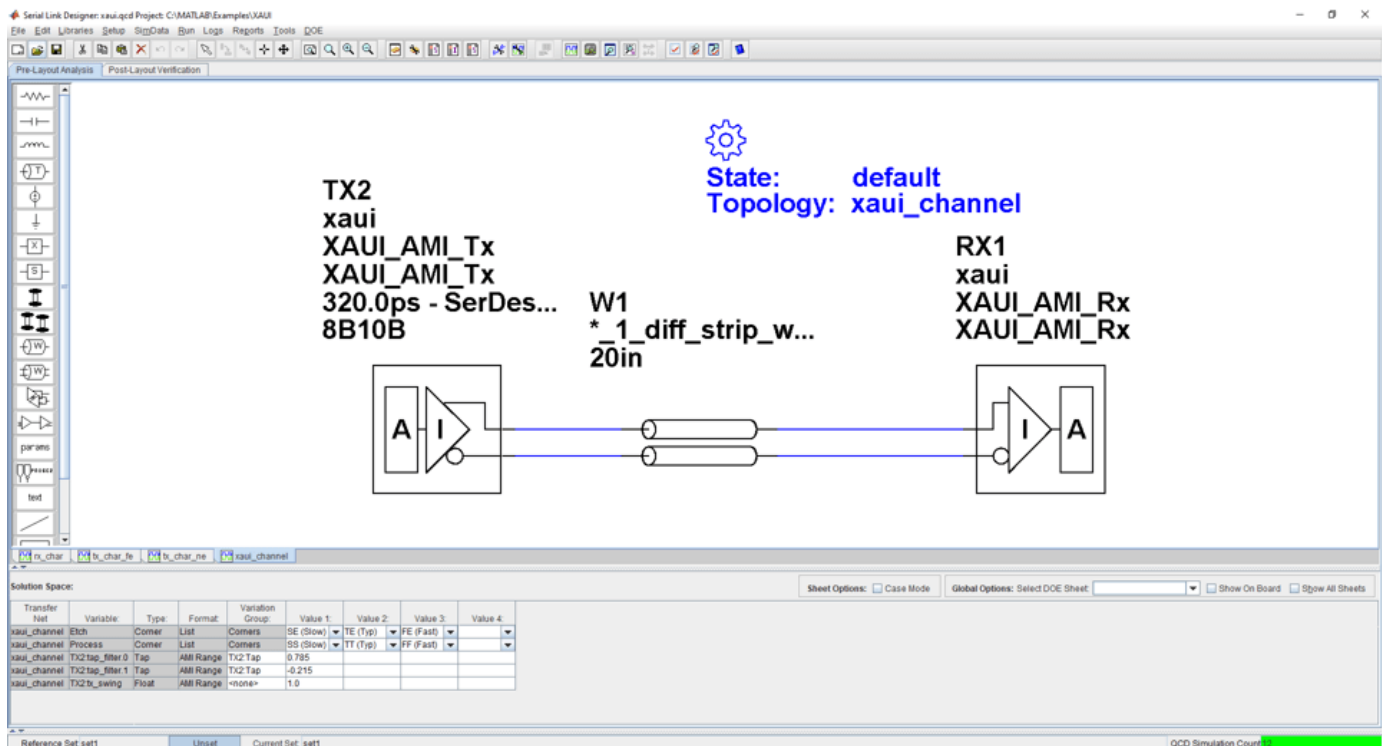 Serial Link Designer: xaui.qcd Project: C:\MATLAB\Examples\XAUI
File Edit Libraries Setup SimData Run Logs Reports Tools DOE
Pre-Layout Analysis Post-Layout Verification
State: default
Topology: xaui_channel
TX2
xaui
XAUI_AMI_Tx
XAUI_AMI_Tx
320.0ps - SerDes...
8B10B
W1
*_1_diff_strip_w...
20in
RX1
xaui
XAUI_AMI_Rx
XAUI_AMI_Rx
A I
I A
T
X
S
W
W
params
text
rx_char tx_char_fe tx_char_ne xaui_channel
Solution Space:
Sheet Options: Case Mode Global Options: Select DOE Sheet: Show On Board Show All Sheets
Transfer Net Variable: Type: Format: Variation Group: Value 1: Value 2: Value 3: Value 4:
xaui_channel Etch Corner List Corners SE (Slow) TE (Typ) FE (Fast)
xaui_channel Process Corner List Corners SS (Slow) TT (Typ) FF (Fast)
xaui_channel TX2:tap_filter.0 Tap AMI Range TX2:Tap 0.785
xaui_channel TX2:tap_filter.1 Tap AMI Range TX2:Tap -0.215
xaui_channel TX2:tx_swing Float AMI Range <none> 1.0
Reference Set: set1 Unset Current Set: set1 QCD Simulation Count: 12